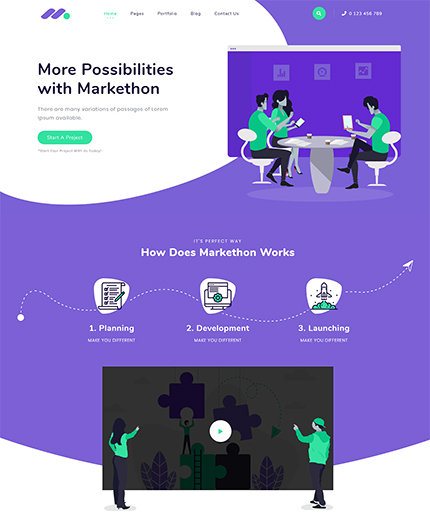 Home
Pages
Portfolio
Blog
Contact Us
0 123 456 789
More Possibilities
with Markethon
There are many variations of passages of Lorem
Ipsum available.
Start A Project
*Start Your Project With Us Today!
IT'S PERFECT WAY
How Does Markethon Works
1. Planning
MAKE YOU DIFFERENT
2. Development
MAKE YOU DIFFERENT
3. Launching
MAKE YOU DIFFERENT